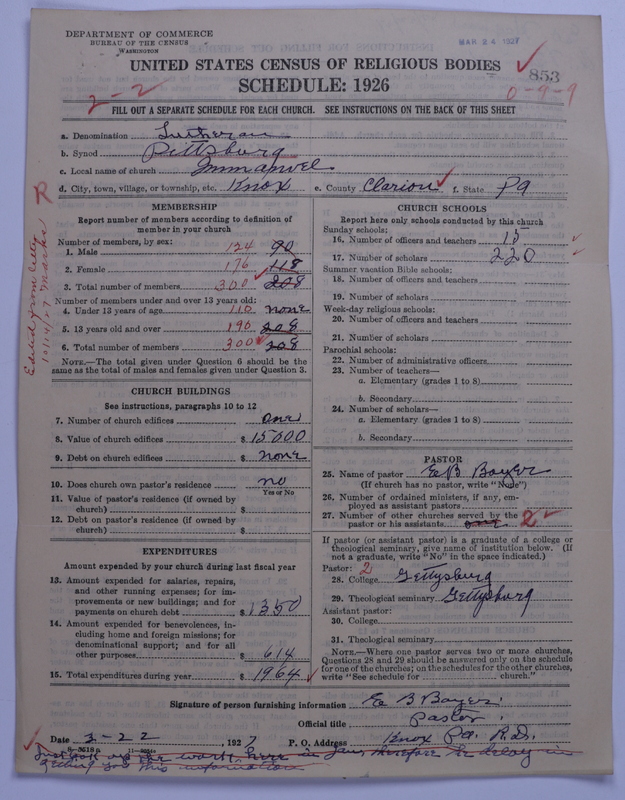 DEPARTMENT OF COMMERCE
BUREAU OF THE CENSUS
WASHINGTON
MAR 24 1927
UNITED STATES CENSUS OF RELIGIOUS BODIES
SCHEDULE: 1926
853
2-2
0-9-9
FILL OUT A SEPARATE SCHEDULE FOR EACH CHURCH. SEE INSTRUCTIONS ON THE BACK OF THIS SHEET
a. Denomination Lutheran
b. Synod Pittsburg
c. Local name of church Immanuel
d. City, town, village, or township, etc. Knox e. County Clarion f. State Pa
R
MEMBERSHIP
Report number of members according to definition of member in your church
Number of members, by sex:
1. Male 124 90
2. Female 176 118
3. Total number of members 300 208
Number of members under and over 13 years old:
4. Under 13 years of age 110 none
5. 13 years old and over 190 208
6. Total number of members 300 208
NOTE.—The total given under Question 6 should be the same as the total of males and females given under Question 3.
CHURCH BUILDINGS
See instructions, paragraphs 10 to 12
7. Number of church edifices one
8. Value of church edifices $ 15000
9. Debt on church edifices $ none
10. Does church own pastor's residence? no
Yes or No
11. Value of pastor's residence (if owned by church) $
12. Debt on pastor's residence (if owned by church) $
EXPENDITURES
Amount expended by your church during last fiscal year
13. Amount expended for salaries, repairs, and other running expenses; for improvements or new buildings; and for payments on church debt $ 1350
14. Amount expended for benevolences, including home and foreign missions; for denominational support; and for all other purposes $ 614
15. Total expenditures during year $ 1964
CHURCH SCHOOLS
Report here only schools conducted by this church
Sunday schools:
16. Number of officers and teachers 15
17. Number of scholars 220
Summer vacation Bible schools:
18. Number of officers and teachers
19. Number of scholars
Week-day religious schools:
20. Number of officers and teachers
21. Number of scholars
Parochial schools:
22. Number of administrative officers
23. Number of teachers—
a. Elementary (grades 1 to 8)
b. Secondary
24. Number of scholars—
a. Elementary (grades 1 to 8)
b. Secondary
PASTOR
25. Name of pastor E B Boyer
(If church has no pastor, write "None")
26. Number of ordained ministers, if any, employed as assistant pastors
27. Number of other churches served by the pastor or his assistants one 2
If pastor (or assistant pastor) is a graduate of a college or theological seminary, give name of institution below. (If not a graduate, write "No" in the space indicated.)
Pastor: 2
28. College Gettysburg
29. Theological seminary Gettysburg
Assistant pastor:
30. College
31. Theological seminary
NOTE.—Where one pastor serves two or more churches, Questions 28 and 29 should be answered only on the schedule for one of the churches; on the schedules for the other churches, write "See schedule for church."
Signature of person furnishing information E B Boyer
Official title Pastor
Date 3-22, 1927 P. O. Address Knox Pa. R.D.
up the work here in Jan, therefore the delay in
getting you this information